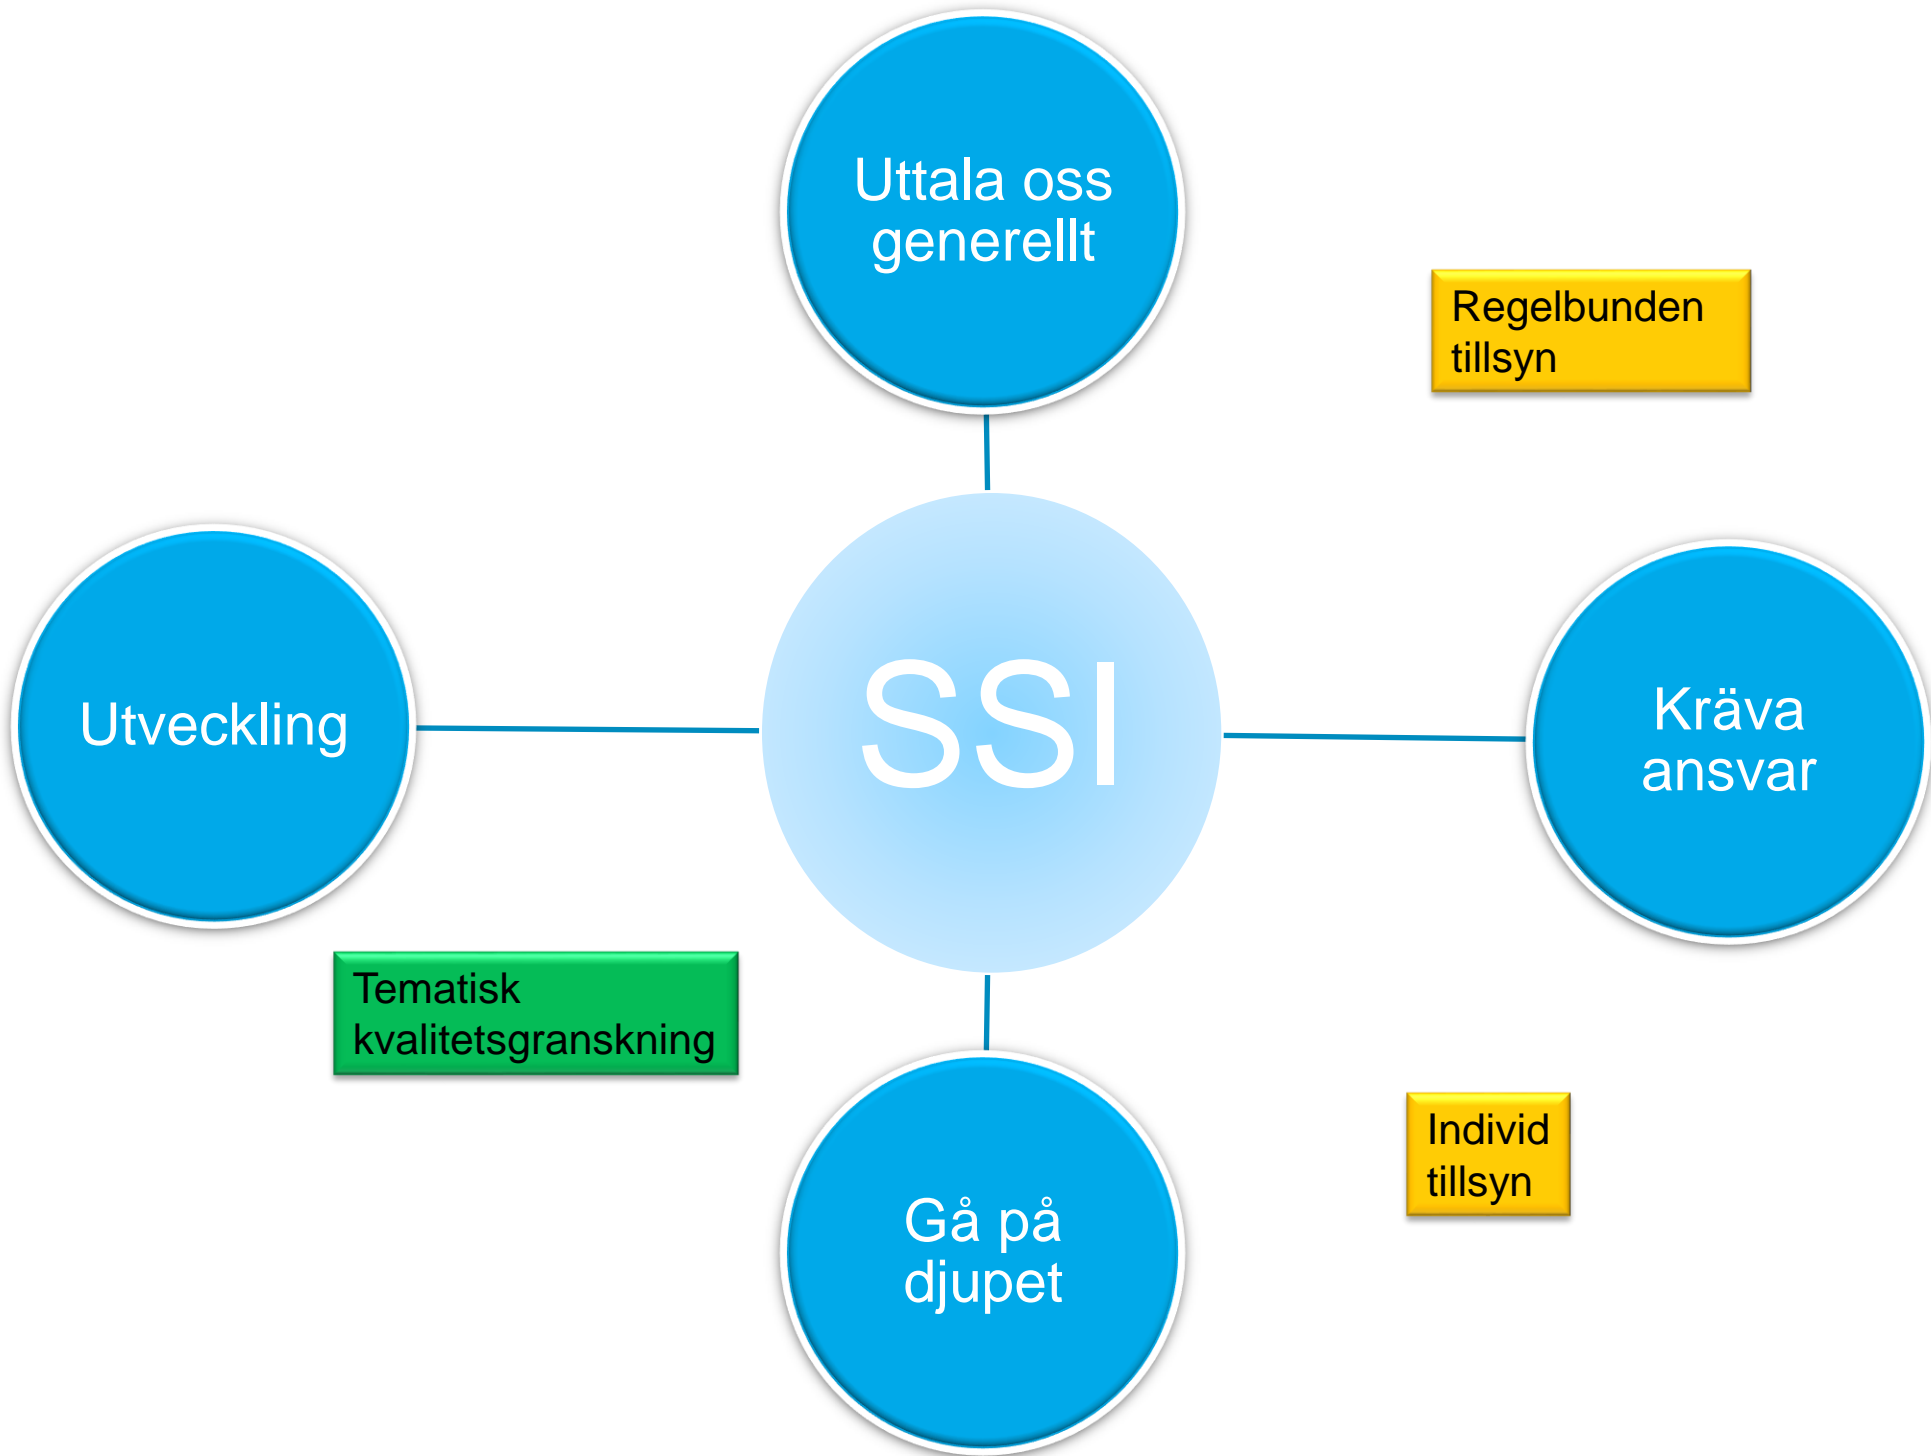 Uttala oss
generellt
Regelbunden
tillsyn
Utveckling
SSI
Kräva
ansvar
Tematisk
kvalitetsgranskning
Individ
tillsyn
Gå på
djupet